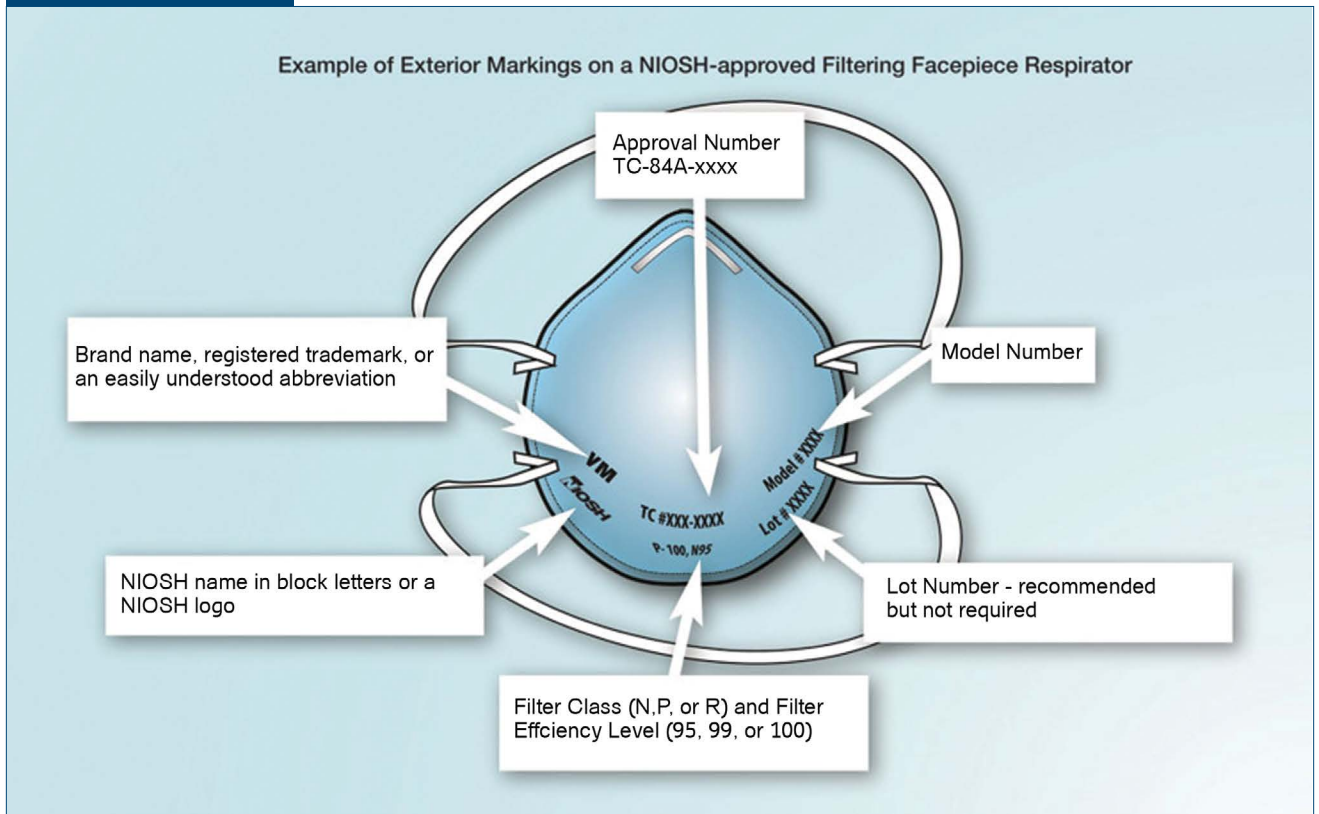 Example of Exterior Markings on a NIOSH-approved Filtering Facepiece Respirator
Approval Number
TC-84A-xxxx
Brand name, registered trademark, or
an easily understood abbreviation
Model Number
VM
NIOSH
TC #XXX-XXXX
P-100, N95
Model # XXXX
Lot # XXXX
NIOSH name in block letters or a
NIOSH logo
Lot Number - recommended
but not required
Filter Class (N,P, or R) and Filter
Effciency Level (95, 99, or 100)